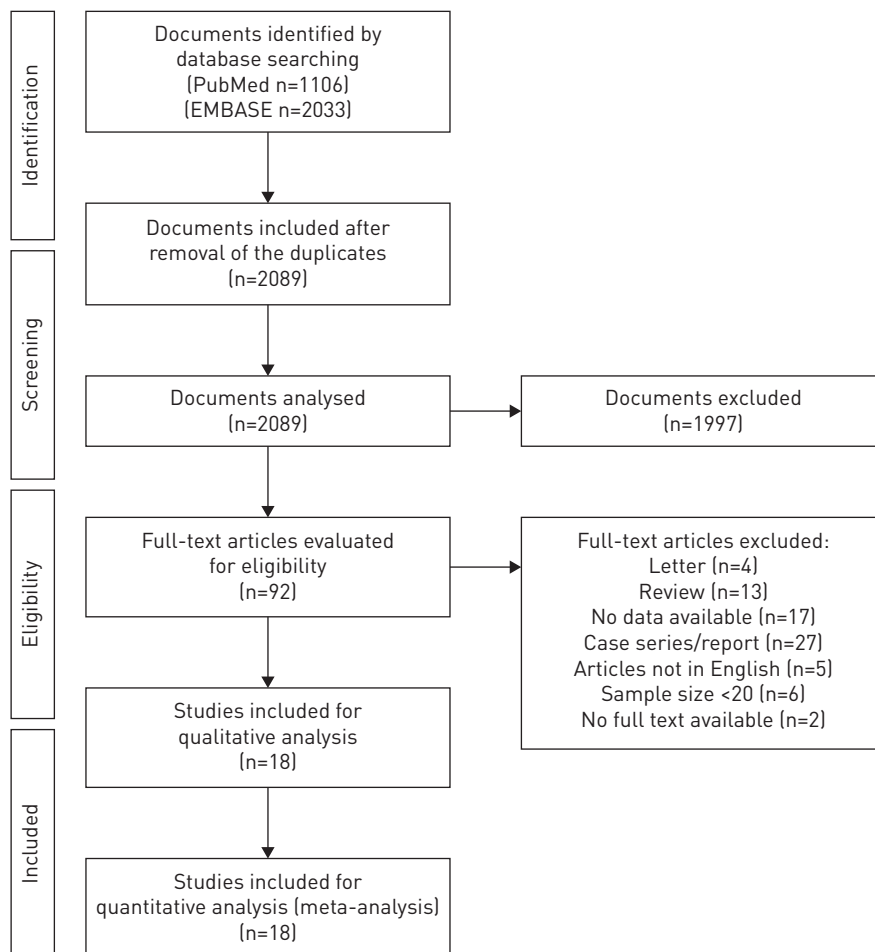 Identification
Documents identified by
database searching
(PubMed n=1106)
(EMBASE n=2033)
Documents included after
removal of the duplicates
(n=2089)
Screening
Documents analysed
(n=2089)
Documents excluded
(n=1997)
Eligibility
Full-text articles evaluated
for eligibility
(n=92)
Full-text articles excluded:
Letter (n=4)
Review (n=13)
No data available (n=17)
Case series/report (n=27)
Articles not in English (n=5)
Sample size <20 (n=6)
No full text available (n=2)
Studies included for
qualitative analysis
(n=18)
Included
Studies included for
quantitative analysis (meta-analysis)
(n=18)